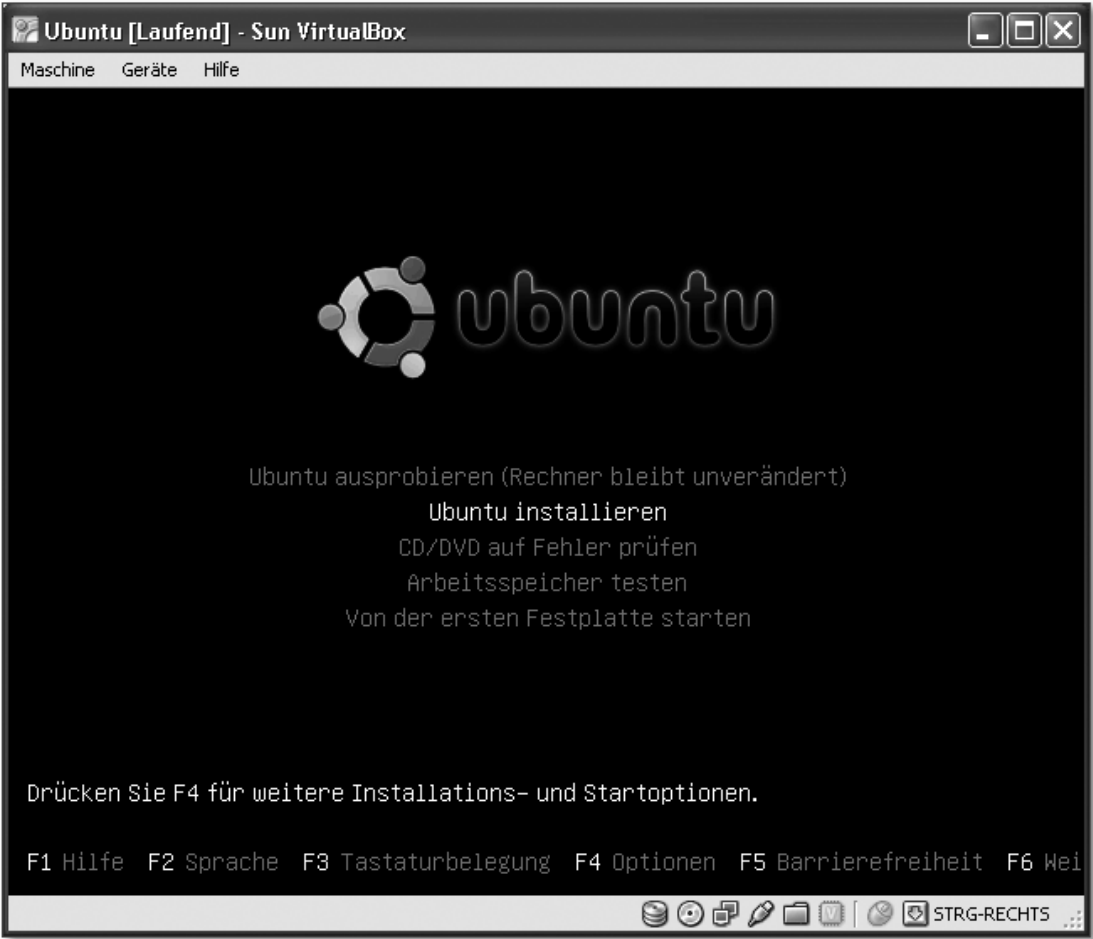 Ubuntu [Laufend] - Sun VirtualBox
Maschine Geräte Hilfe
ubuntu
Ubuntu ausprobieren (Rechner bleibt unverändert)
Ubuntu installieren
CD/DVD auf Fehler prüfen
Arbeitsspeicher testen
Von der ersten Festplatte starten
Drücken Sie F4 für weitere Installations- und Startoptionen.
F1 Hilfe F2 Sprache F3 Tastaturbelegung F4 Optionen F5 Barrierefreiheit F6 Wei
STRG-RECHTS